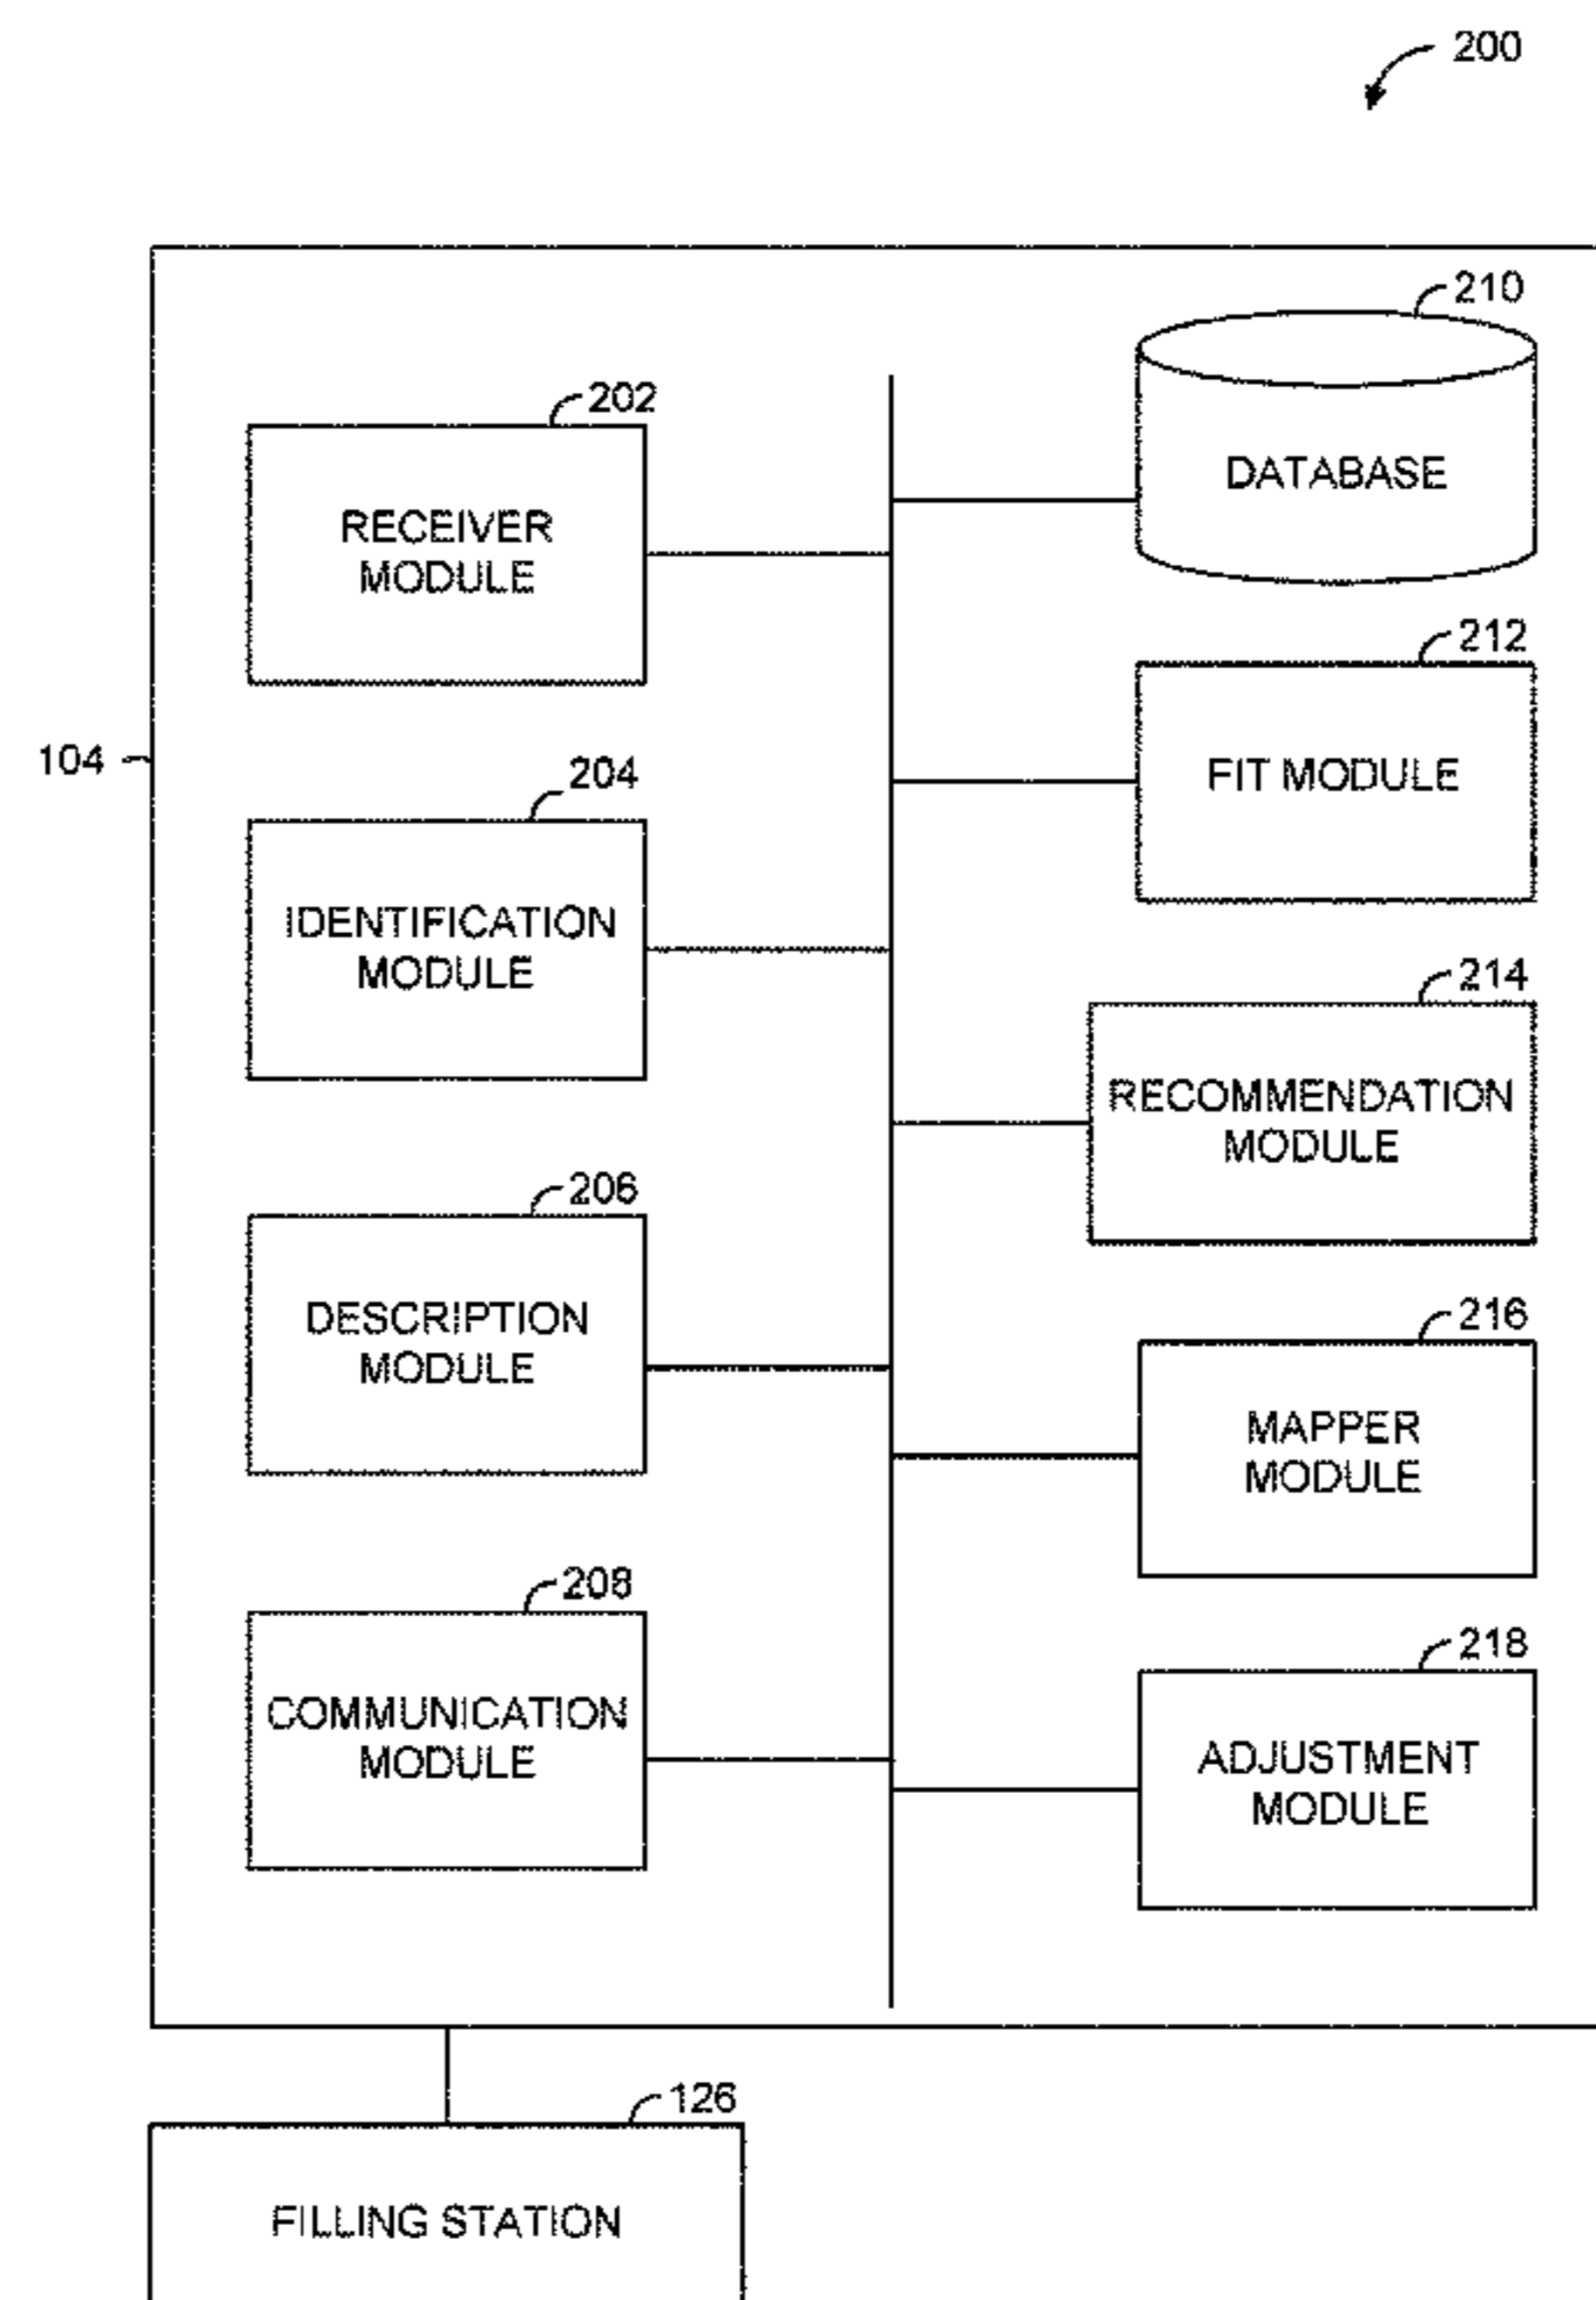 200
210
DATABASE
202
RECEIVER
MODULE
212
FIT MODULE
104
204
IDENTIFICATION
MODULE
214
RECOMMENDATION
MODULE
206
DESCRIPTION
MODULE
216
MAPPER
MODULE
208
COMMUNICATION
MODULE
218
ADJUSTMENT
MODULE
126
FILLING STATION